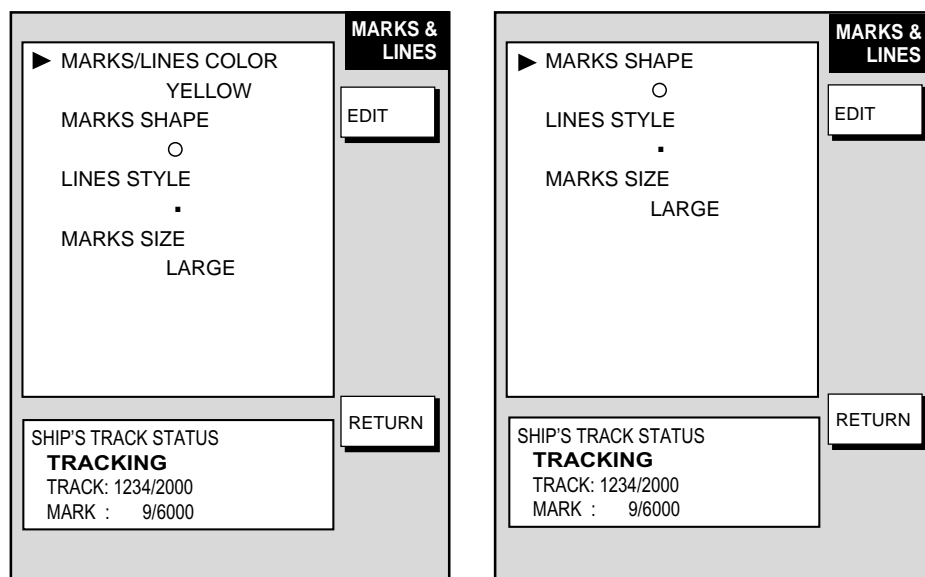 MARKS &
LINES
▶ MARKS/LINES COLOR
YELLOW
MARKS SHAPE
○
LINES STYLE
▪
MARKS SIZE
LARGE
EDIT
RETURN
SHIP'S TRACK STATUS
TRACKING
TRACK: 1234/2000
MARK : 9/6000
MARKS &
LINES
▶ MARKS SHAPE
○
LINES STYLE
▪
MARKS SIZE
LARGE
EDIT
RETURN
SHIP'S TRACK STATUS
TRACKING
TRACK: 1234/2000
MARK : 9/6000